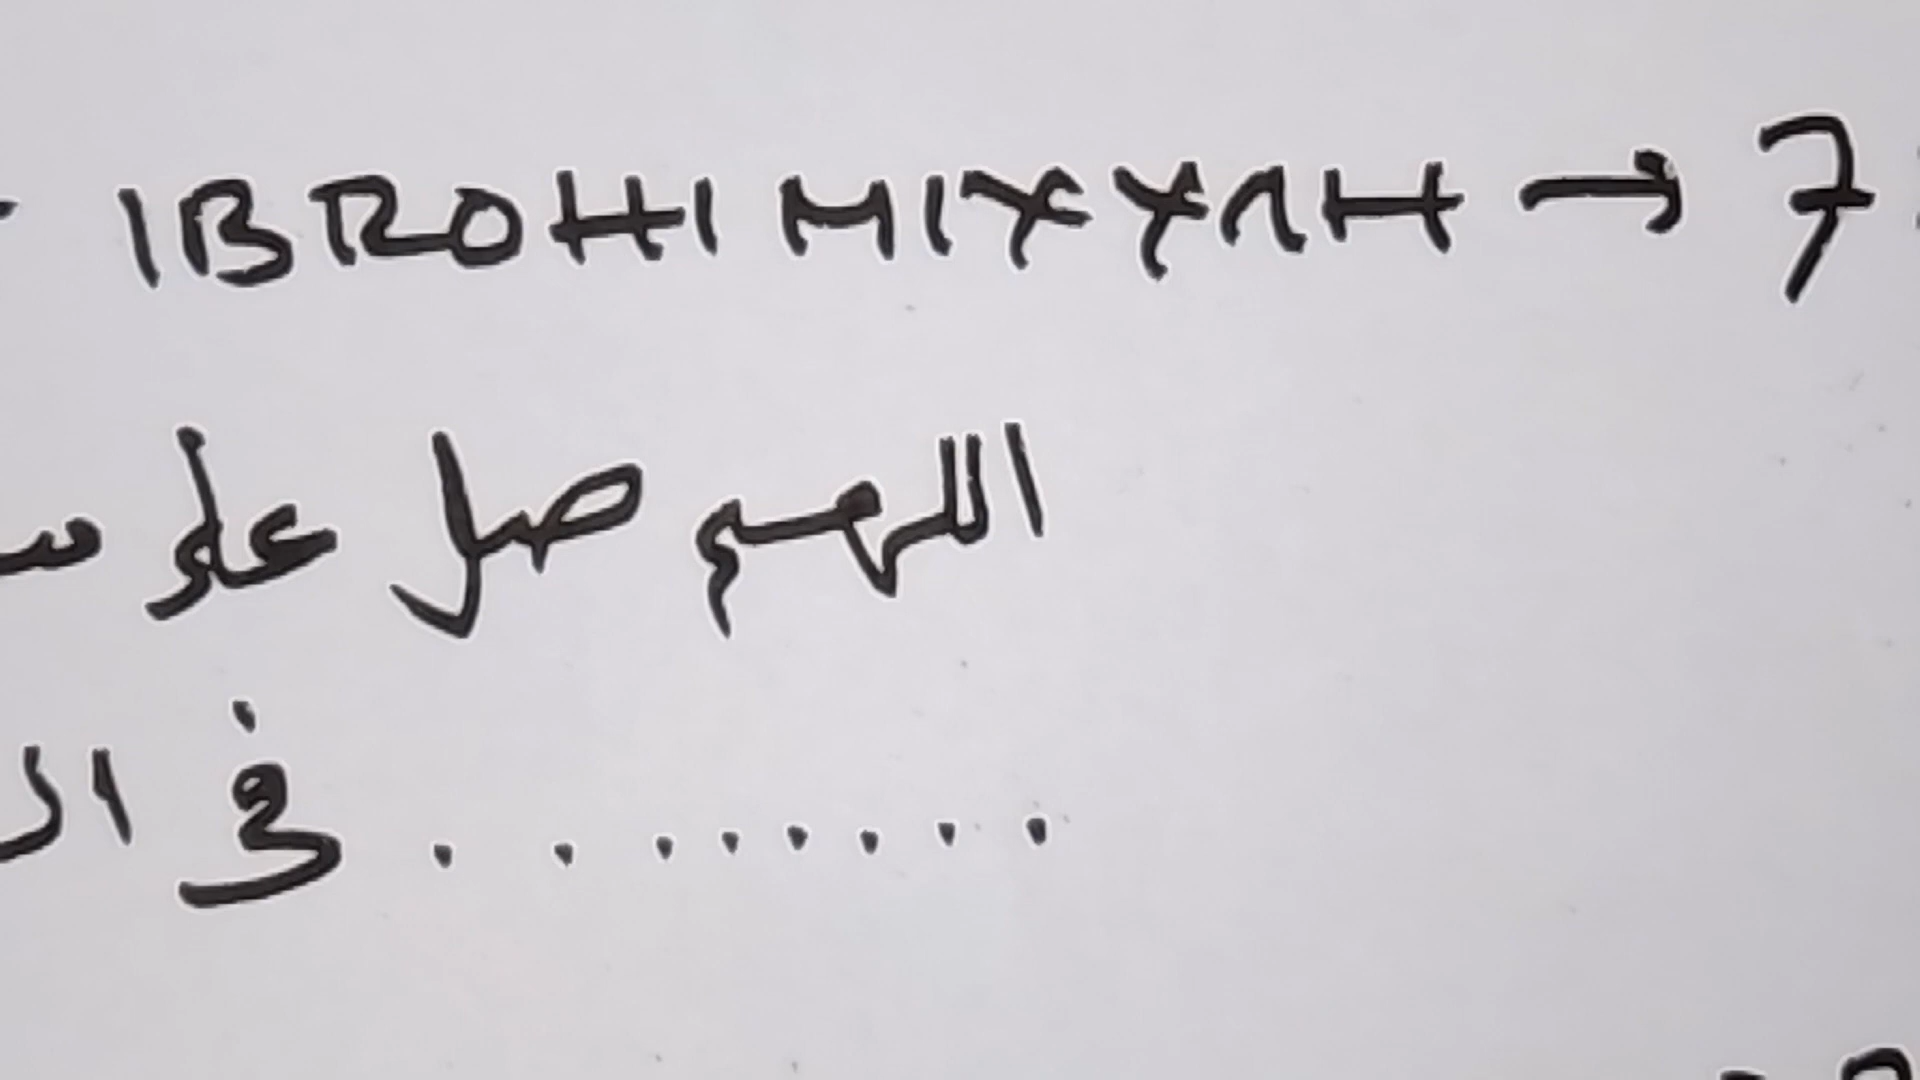 IBROHIMIYYAH → 7
اللهم صل على
........ في